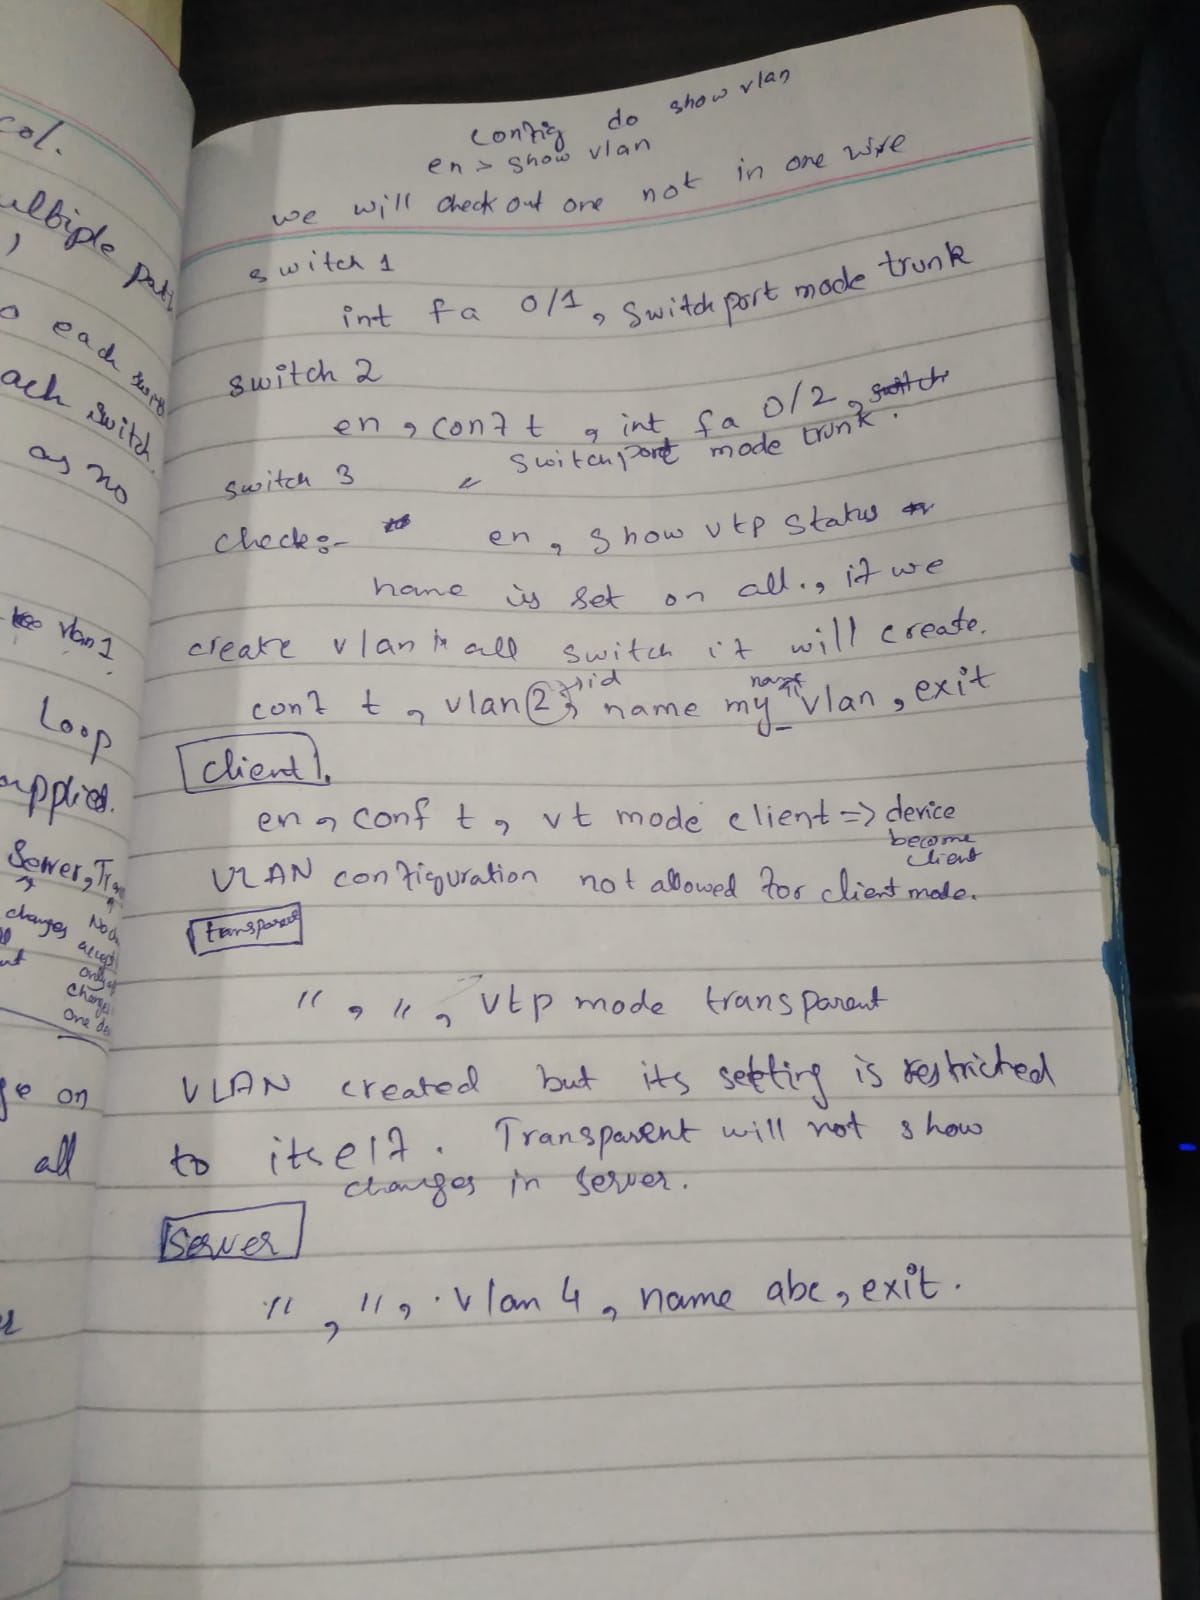 col.
ultiple path
o each switch
ach switch.
as no
vlan 1
Loop
applied.
Server, Tra
changes
No ch
accept
only
change
one de
ge on
all
config do show vlan
en > show vlan
we will check out one not in one wire
switch 1
int fa 0/1, switchport mode trunk
switch 2
en, conf t, int fa 0/2, switch
switchport mode trunk.
switch 3 "
check:- en, show vtp status
name is set on all., if we
create vlan in all switch it will create.
conf t, vlan 2, → id name my_vlan, exit
name
client 1.
en, conf t, vt mode client => device
become
client
VLAN configuration not allowed for client mode.
transparent
", ", vtp mode transparent
VLAN created but its setting is restricted
to itself. Transparent will not show
changes in server.
Server
", ", . vlan 4, name abc, exit.